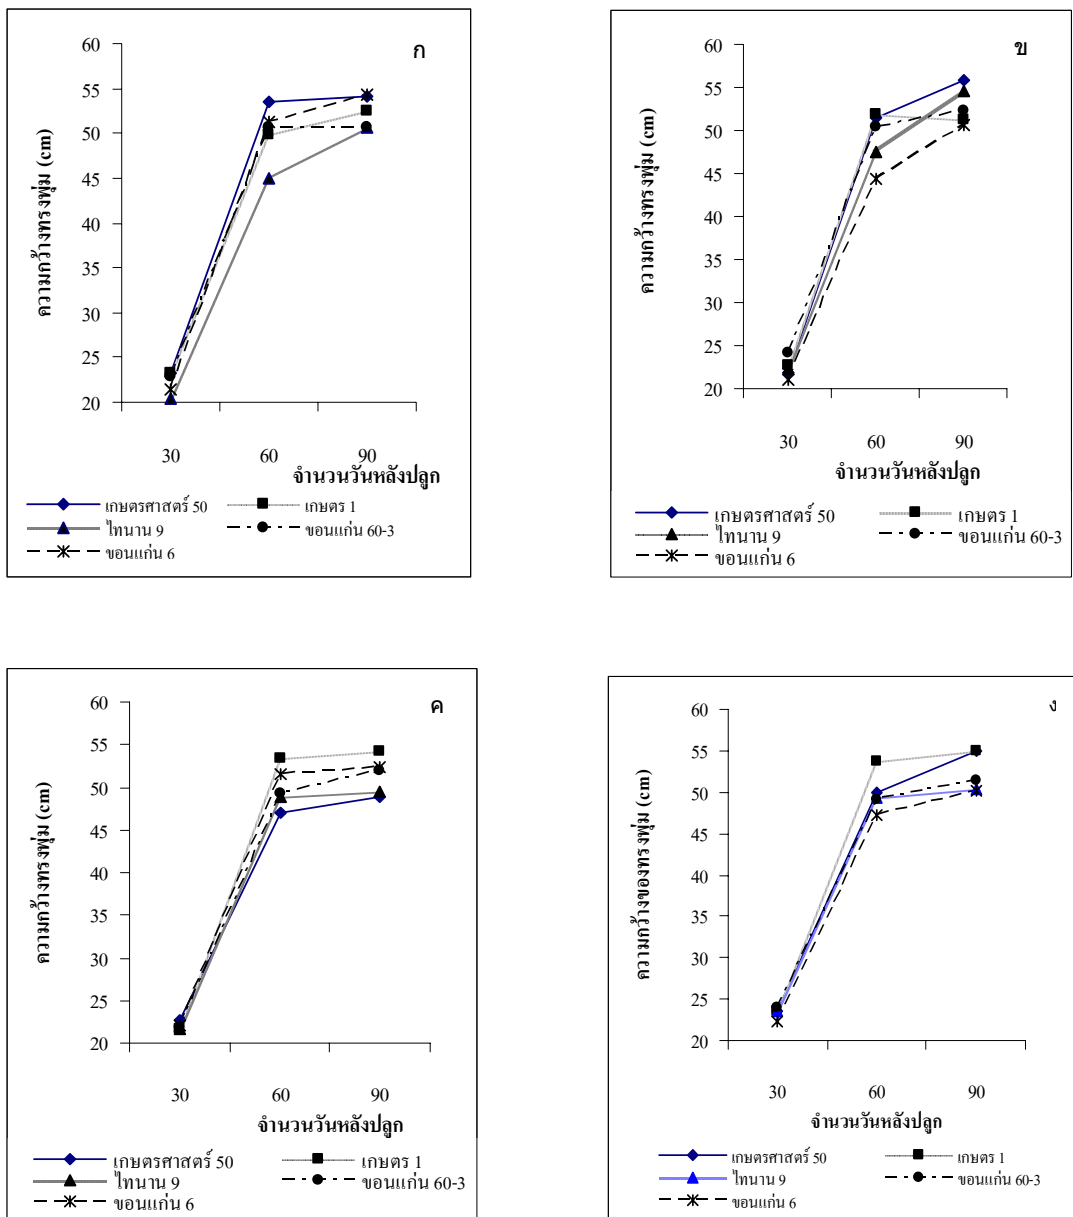 ก
ความกว้างทรงพุ่ม (cm)
60
55
50
45
40
35
30
25
20
30 60 90
จำนวนวันหลังปลูก
เกษตรศาสตร์ 50 เกษตร 1
ไทนาน 9 ขอนแก่น 60-3
ขอนแก่น 6
ข
ความกว้างทรงพุ่ม (cm)
60
55
50
45
40
35
30
25
20
30 60 90
จำนวนวันหลังปลูก
เกษตรศาสตร์ 50 เกษตร 1
ไทนาน 9 ขอนแก่น 60-3
ขอนแก่น 6
ค
ความกว้างทรงพุ่ม (cm)
60
55
50
45
40
35
30
25
20
30 60 90
จำนวนวันหลังปลูก
เกษตรศาสตร์ 50 เกษตร 1
ไทนาน 9 ขอนแก่น 60-3
ขอนแก่น 6
ง
ความกว้างของทรงพุ่ม (cm)
60
55
50
45
40
35
30
25
20
30 60 90
จำนวนวันหลังปลูก
เกษตรศาสตร์ 50 เกษตร 1
ไทนาน 9 ขอนแก่น 60-3
ขอนแก่น 6